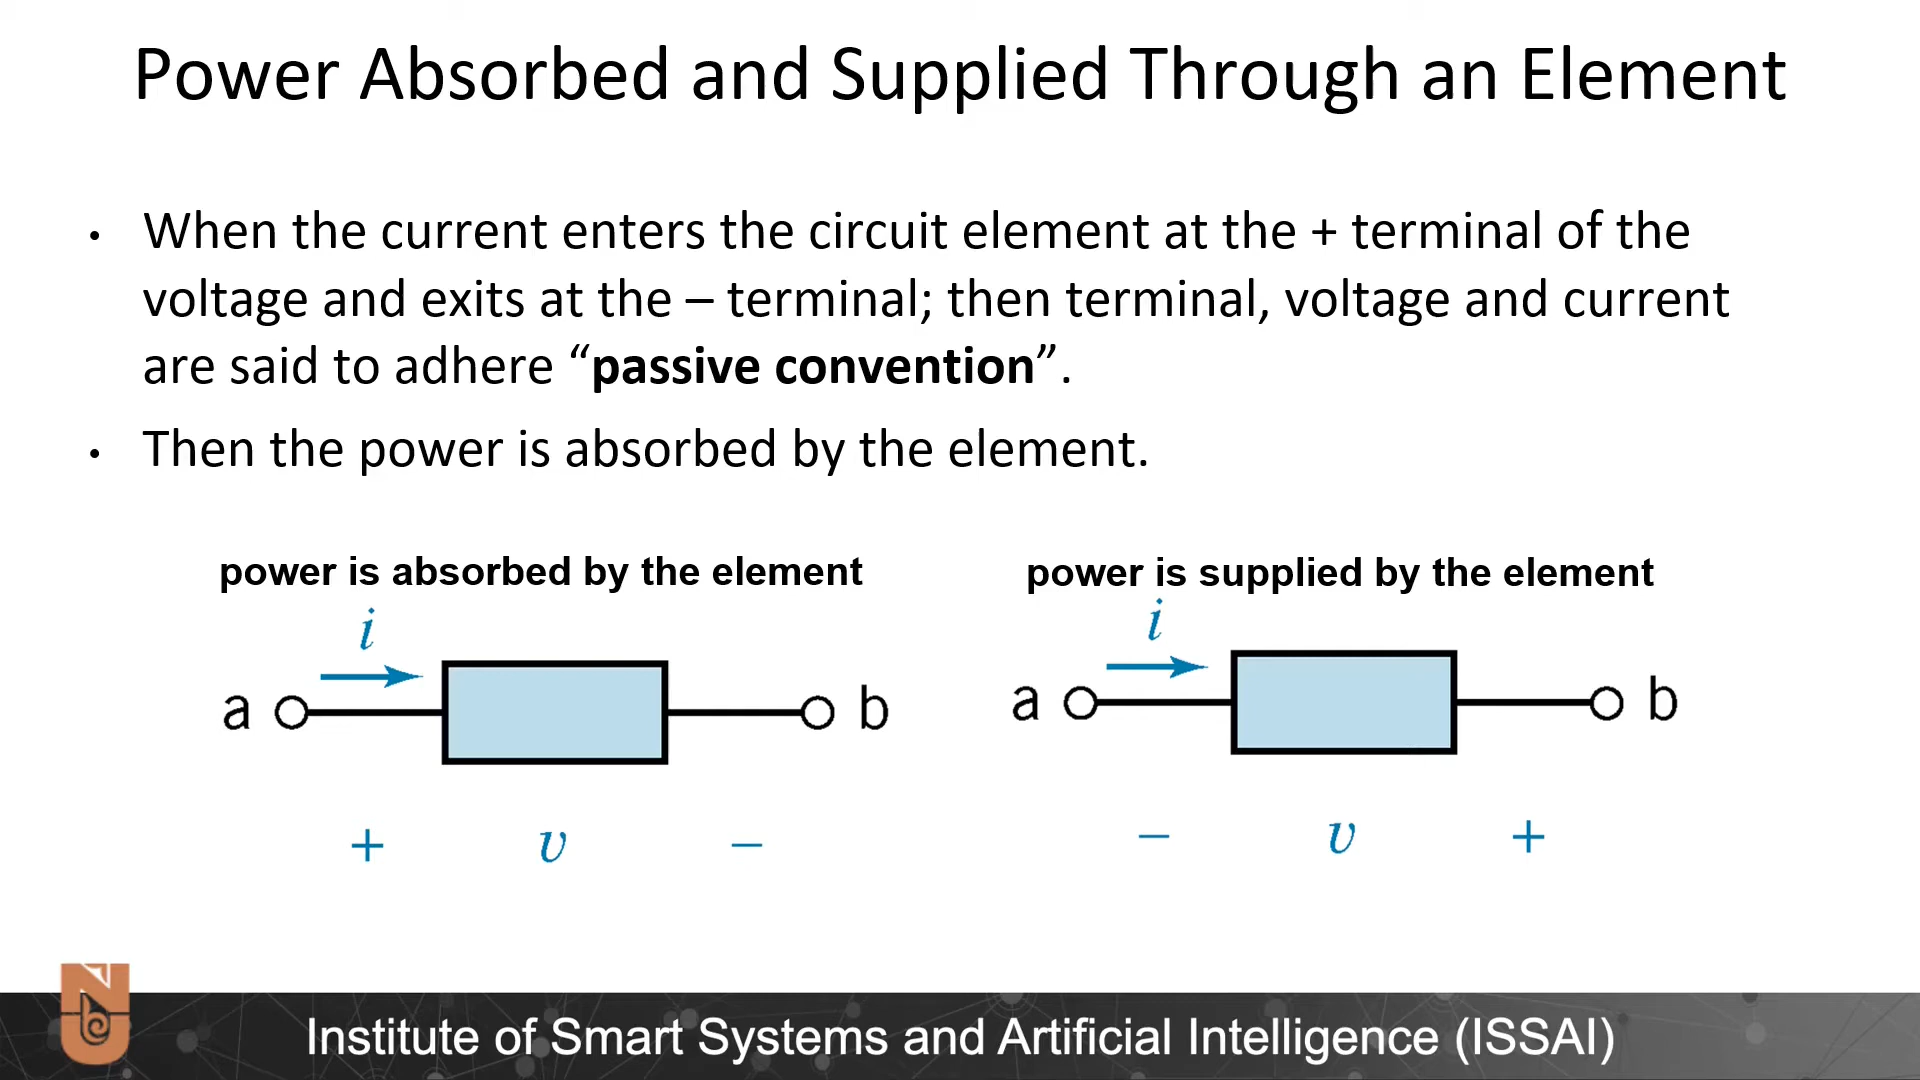 Power Absorbed and Supplied Through an Element
• When the current enters the circuit element at the + terminal of the
voltage and exits at the – terminal; then terminal, voltage and current
are said to adhere “passive convention”.
• Then the power is absorbed by the element.
power is absorbed by the element
i
a b
+ v –
power is supplied by the element
i
a b
– v +
Institute of Smart Systems and Artificial Intelligence (ISSAI)